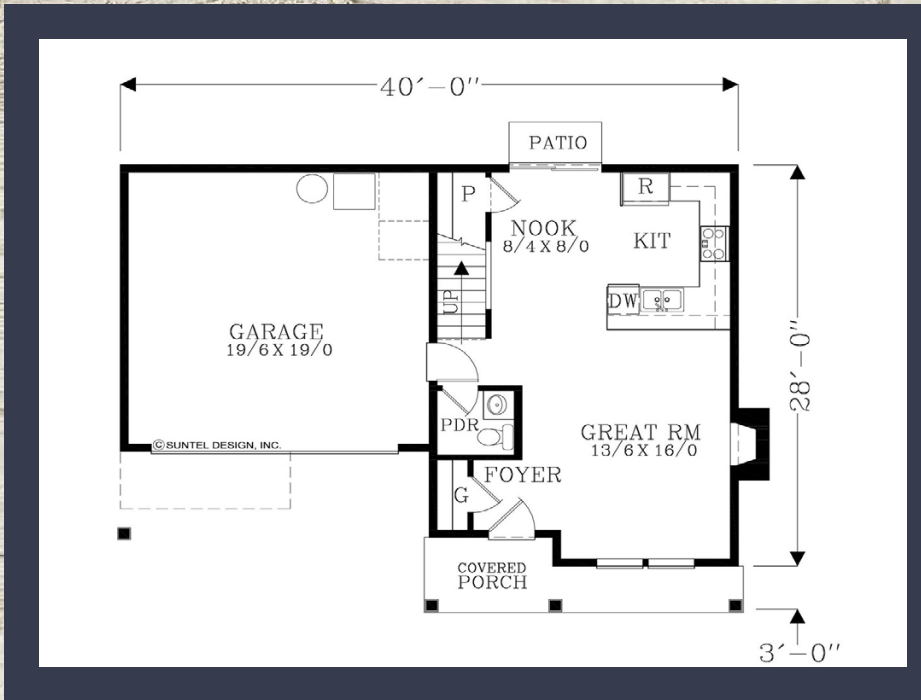 40'-0"
PATIO
P
R
NOOK
8/4 X 8/0
KIT
UP
DW
GARAGE
19/6 X 19/0
28'-0"
PDR
GREAT RM
13/6 X 16/0
© SUNTEL DESIGN, INC.
FOYER
G
COVERED
PORCH
3'-0"